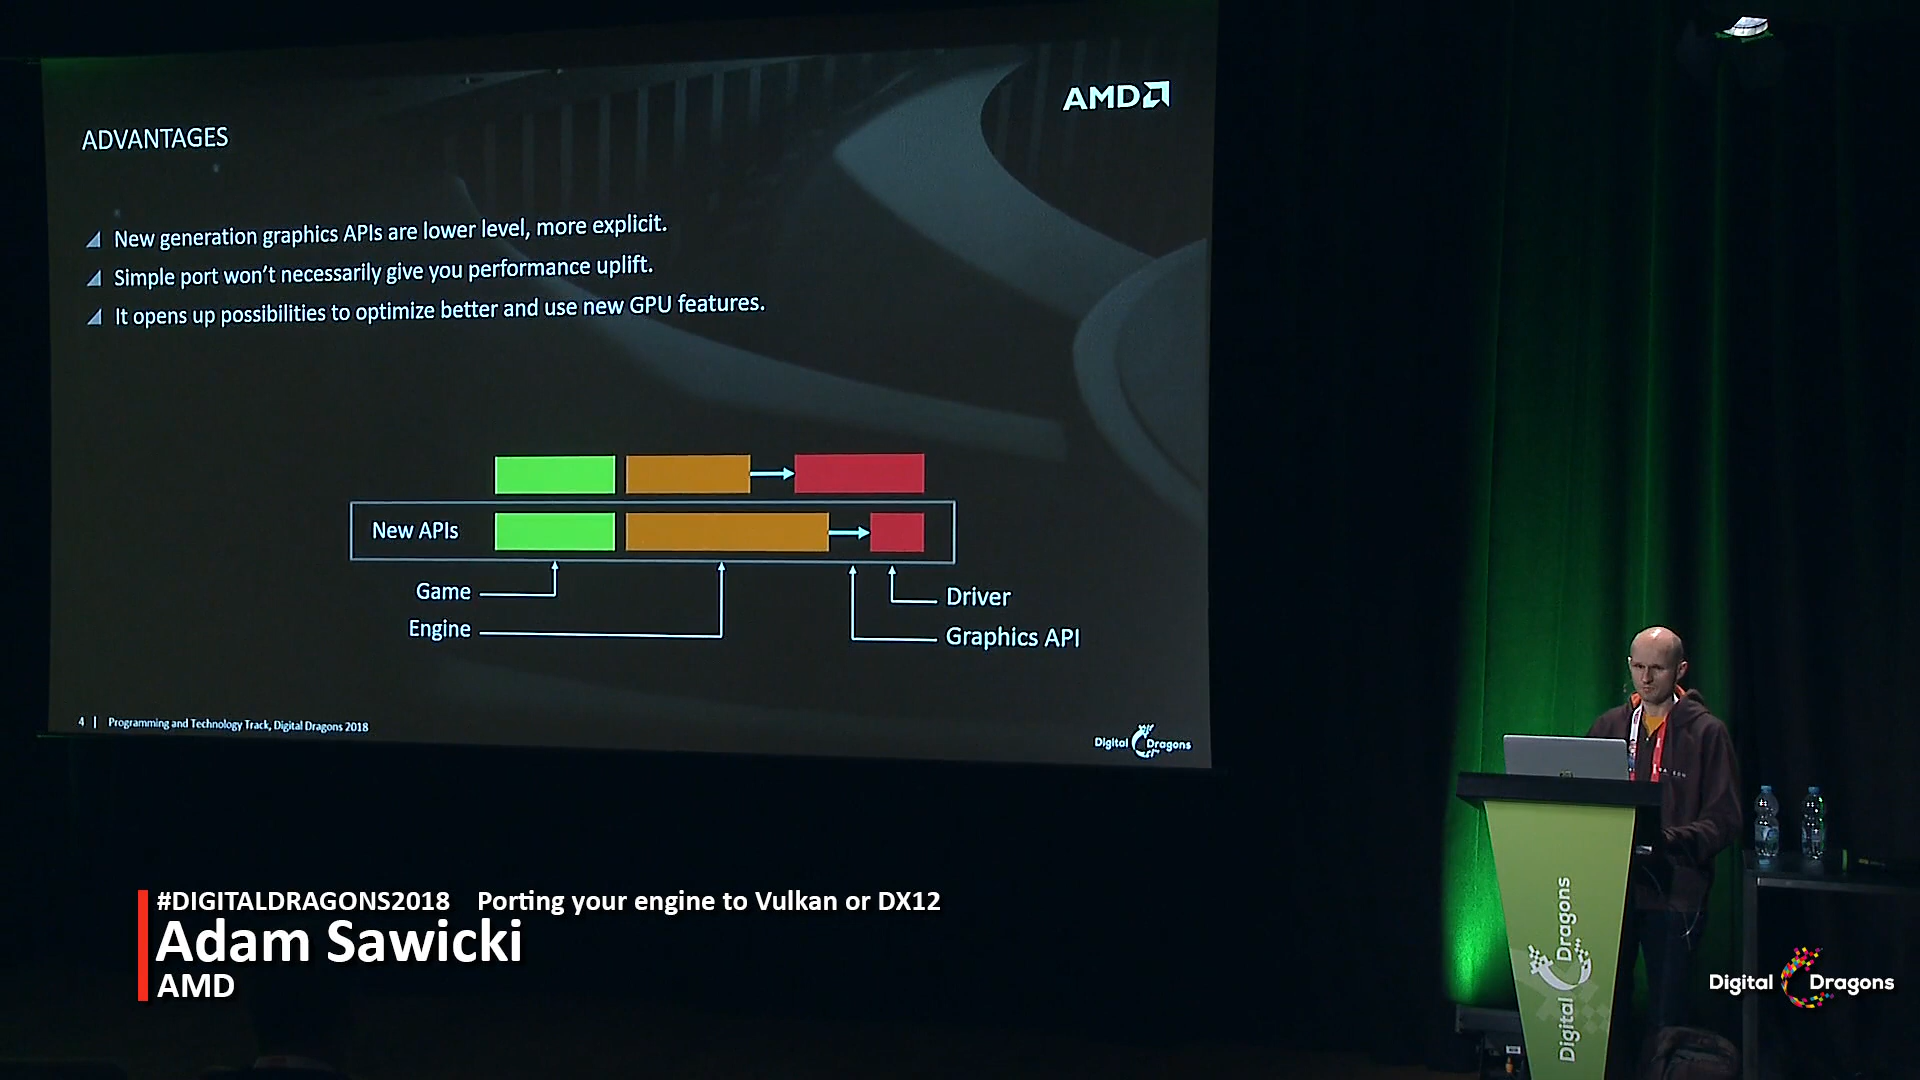 AMD
ADVANTAGES
New generation graphics APIs are lower level, more explicit.
Simple port won't necessarily give you performance uplift.
It opens up possibilities to optimize better and use new GPU features.
New APIs
Game
Engine
Driver
Graphics API
4 | Programming and Technology Track, Digital Dragons 2018
Digital Dragons
#DIGITALDRAGONS2018 Porting your engine to Vulkan or DX12
Adam Sawicki
AMD
Digital Dragons
Digital Dragons